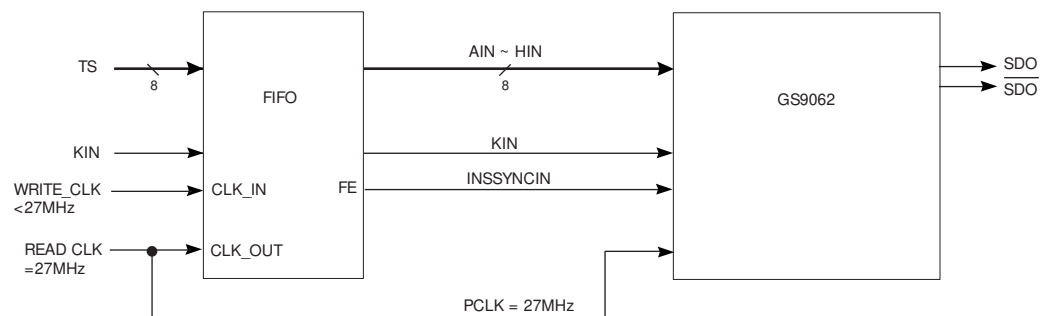 TS
8
KIN
WRITE_CLK
<27MHz
READ CLK
=27MHz
FIFO
CLK_IN
FE
CLK_OUT
AIN ~ HIN
8
KIN
INSSYNCIN
PCLK = 27MHz
GS9062
SDO
SDO